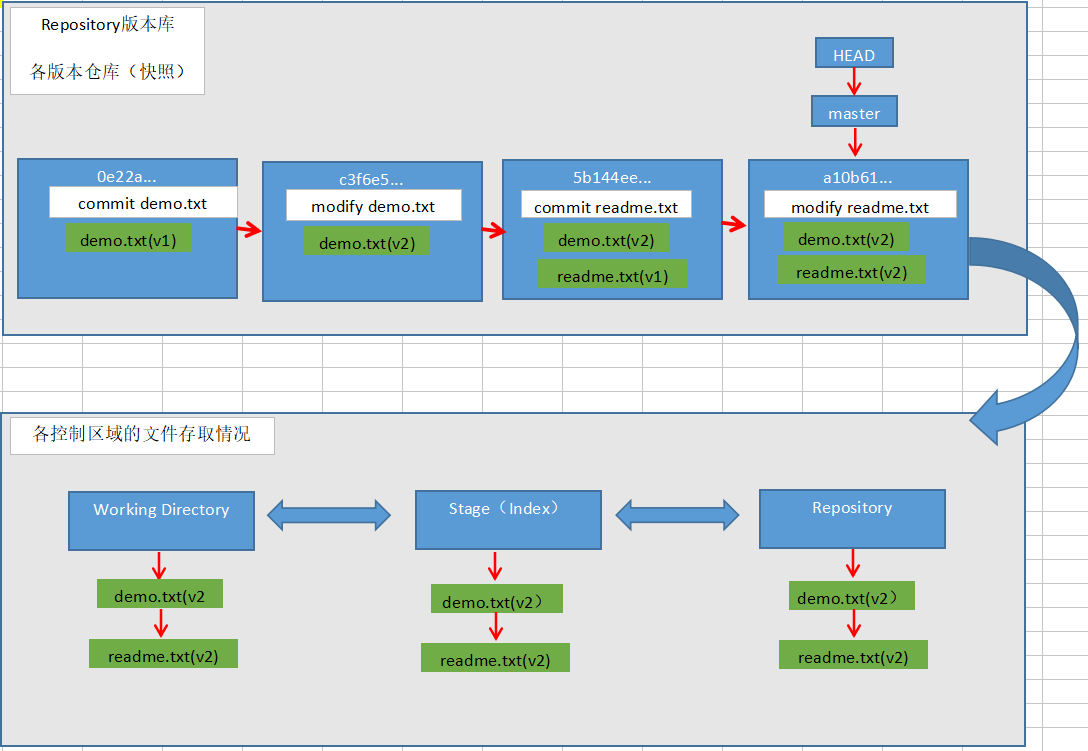 Repository版本库
各版本仓库（快照）
HEAD
master
0e22a...
commit demo.txt
demo.txt(v1)
c3f6e5...
modify demo.txt
demo.txt(v2)
5b144ee...
commit readme.txt
demo.txt(v2)
readme.txt(v1)
a10b61...
modify readme.txt
demo.txt(v2)
readme.txt(v2)
各控制区域的文件存取情况
Working Directory
demo.txt(v2
readme.txt(v2)
Stage（Index）
demo.txt(v2）
readme.txt(v2)
Repository
demo.txt(v2）
readme.txt(v2)